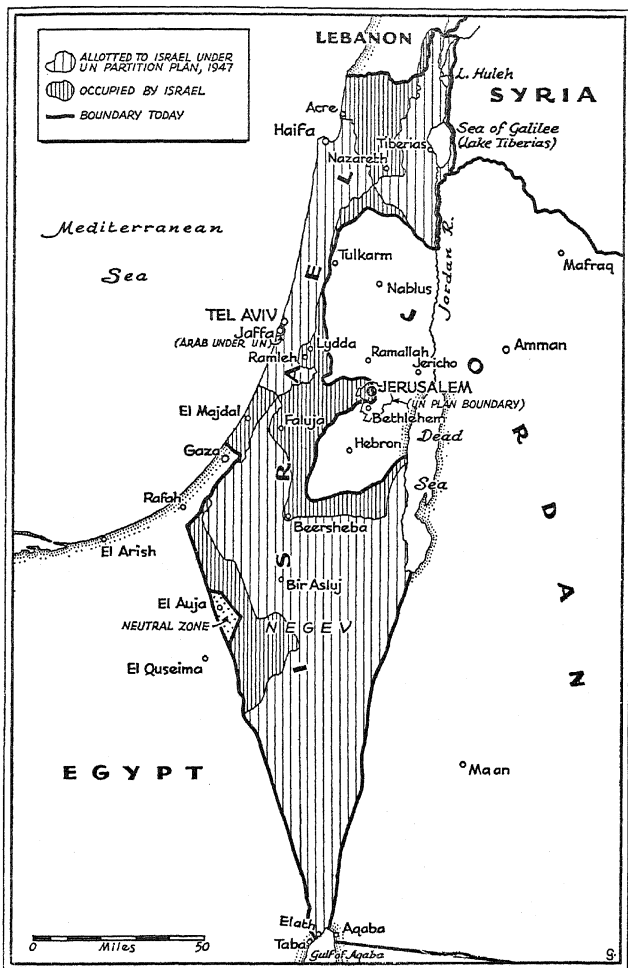 ALLOTTED TO ISRAEL UNDER
UN PARTITION PLAN, 1947
OCCUPIED BY ISRAEL
BOUNDARY TODAY
LEBANON
L. Huleh
SYRIA
Acre
Haifa
Sea of Galilee
(Lake Tiberias)
Tiberias
Nazareth
Mediterranean
Sea
Tulkarm
Nablus
Jordan R.
Mafraq
TEL AVIV
Jaffa
(ARAB UNDER UN)
Lydda
Ramleh
Ramallah
Jericho
Amman
JERUSALEM
(UN PLAN BOUNDARY)
El Majdal
Faluja
Bethlehem
Hebron
Dead
Sea
Gaza
Rafah
El Arish
Beersheba
Bir Asluj
El Auja
NEUTRAL ZONE
NEGEV
El Quseima
ISRAEL
JORDAN
EGYPT
Maan
Elath
Aqaba
Taba
Gulf of Aqaba
0 50
Miles
G.